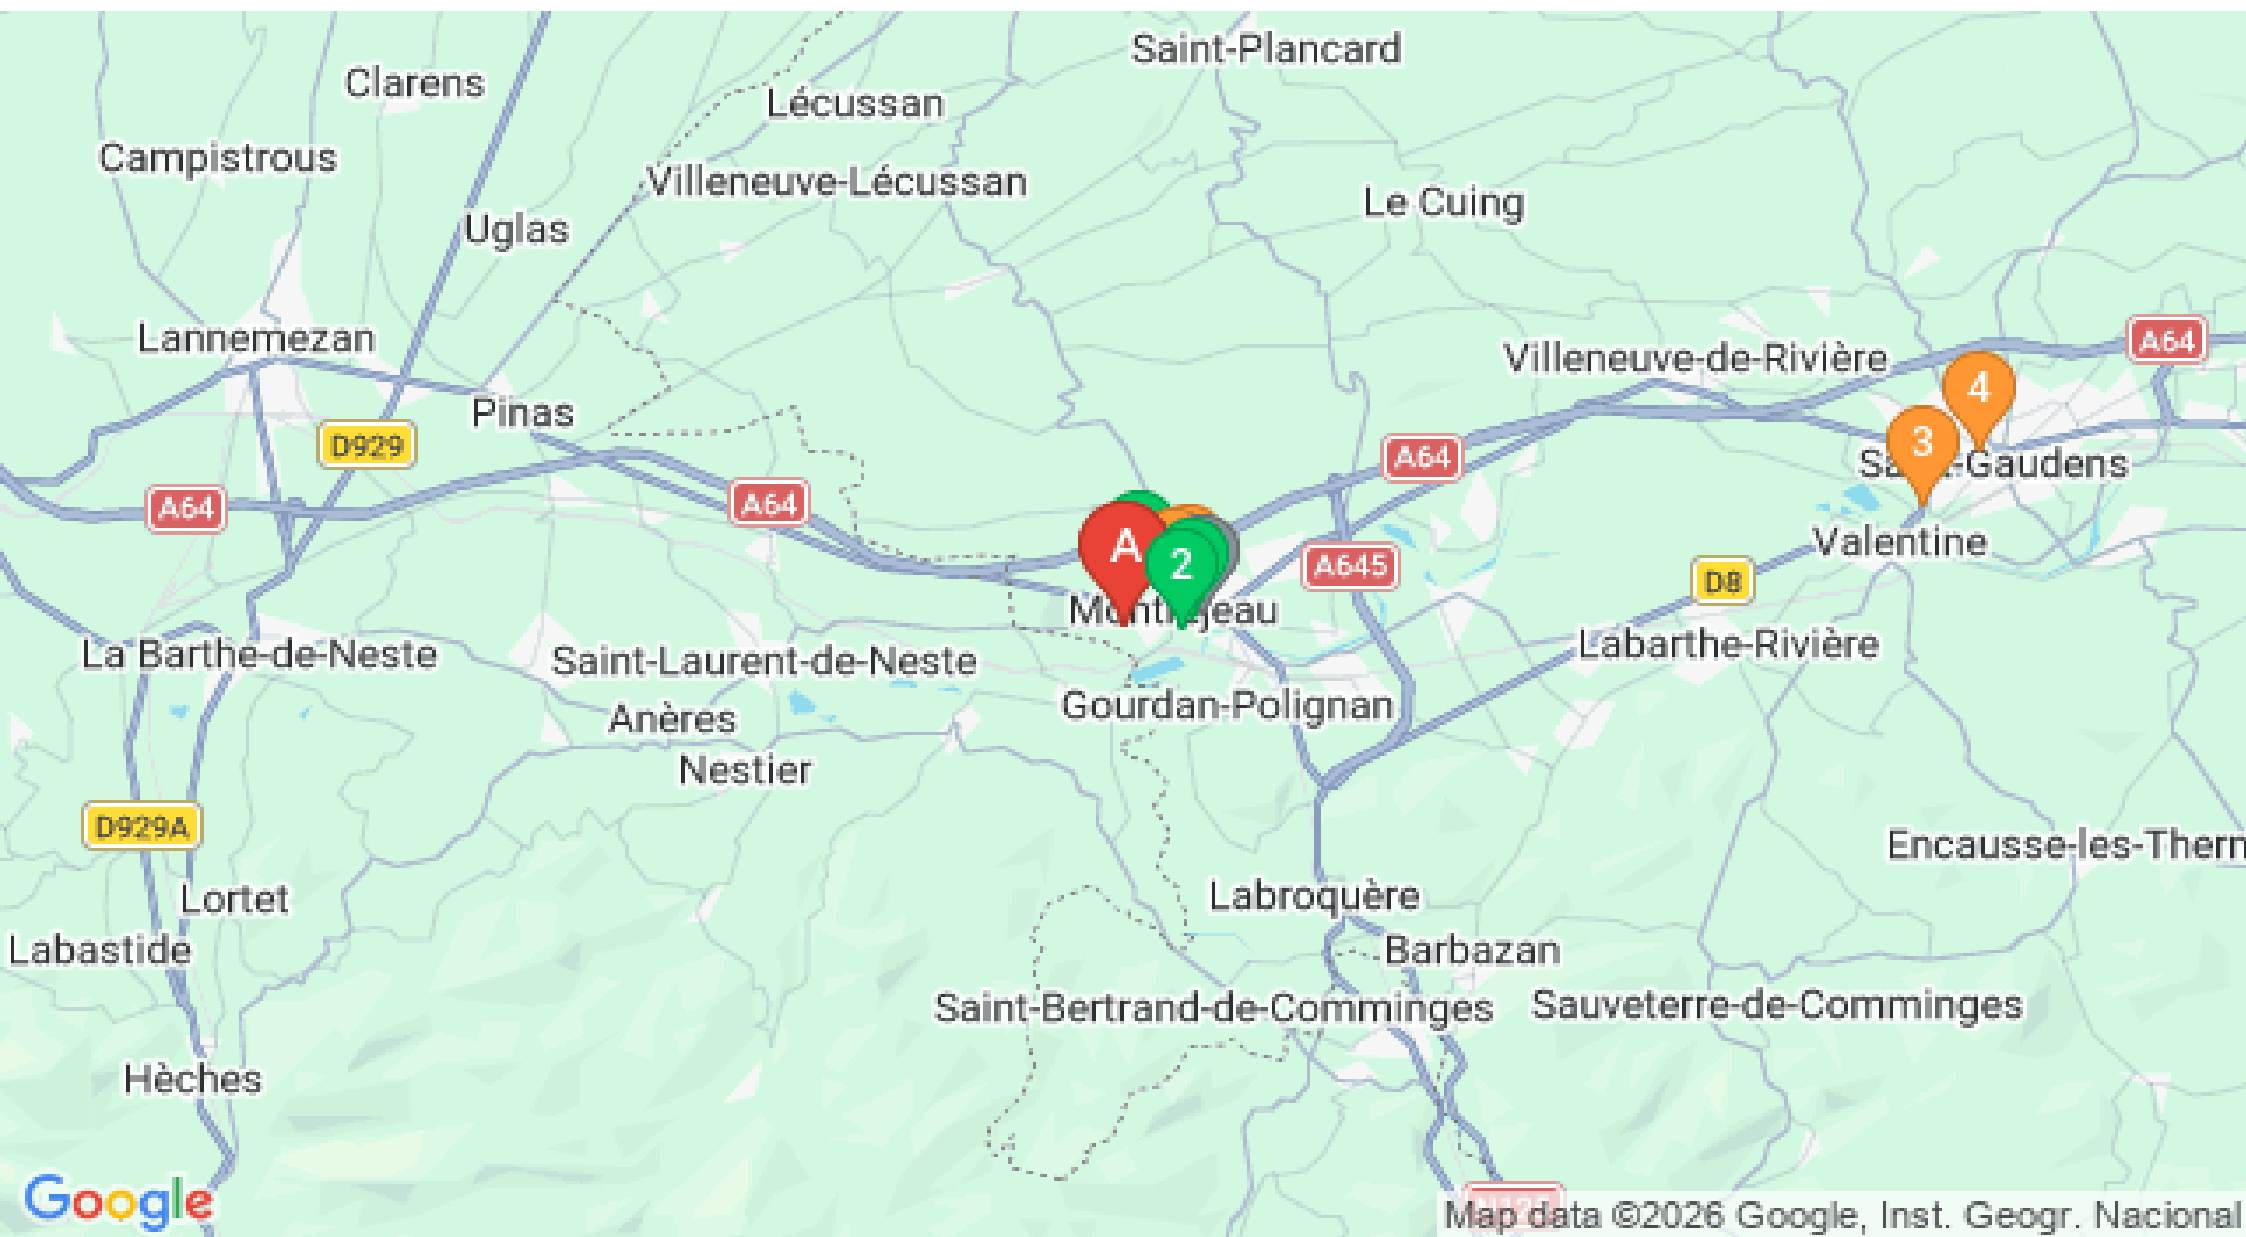 Saint-Plancard
Clarens
Lécussan
Campistrous
Villeneuve-Lécussan
Le Cuing
Uglas
Lannemezan
A64
Villeneuve-de-Rivière
4
Pinas
D929
A64
3
Saint-Gaudens
A64
A64
Valentine
A
2
A645
D8
Montréjeau
Labarthe-Rivière
La Barthe-de-Neste
Saint-Laurent-de-Neste
Gourdan-Polignan
Anères
Nestier
D929A
Encausse-les-Therm
Labroquère
Lortet
Labastide
Barbazan
Saint-Bertrand-de-Comminges
Sauveterre-de-Comminges
Hèches
Google
N125
Map data ©2026 Google, Inst. Geogr. Nacional